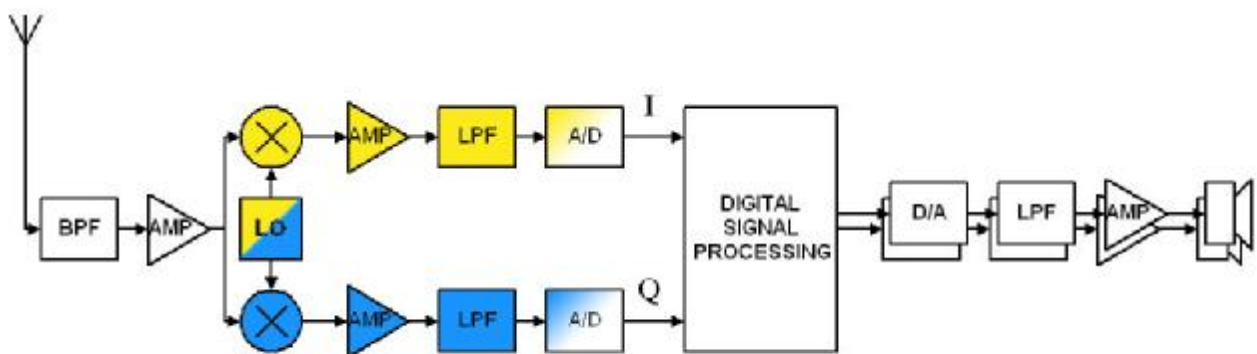 BPF
AMP
LO
AMP
LPF
A/D
I
AMP
LPF
A/D
Q
DIGITAL
SIGNAL
PROCESSING
D/A
LPF
AMP